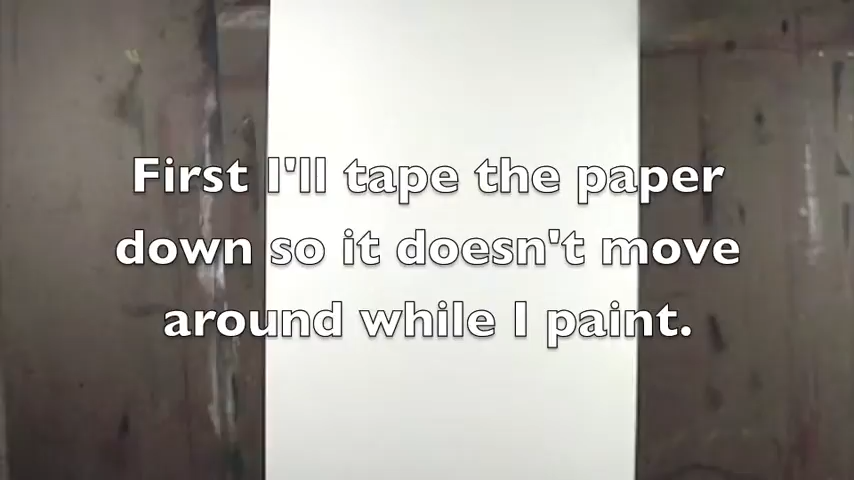 First I'll tape the paper
down so it doesn't move
around while I paint.